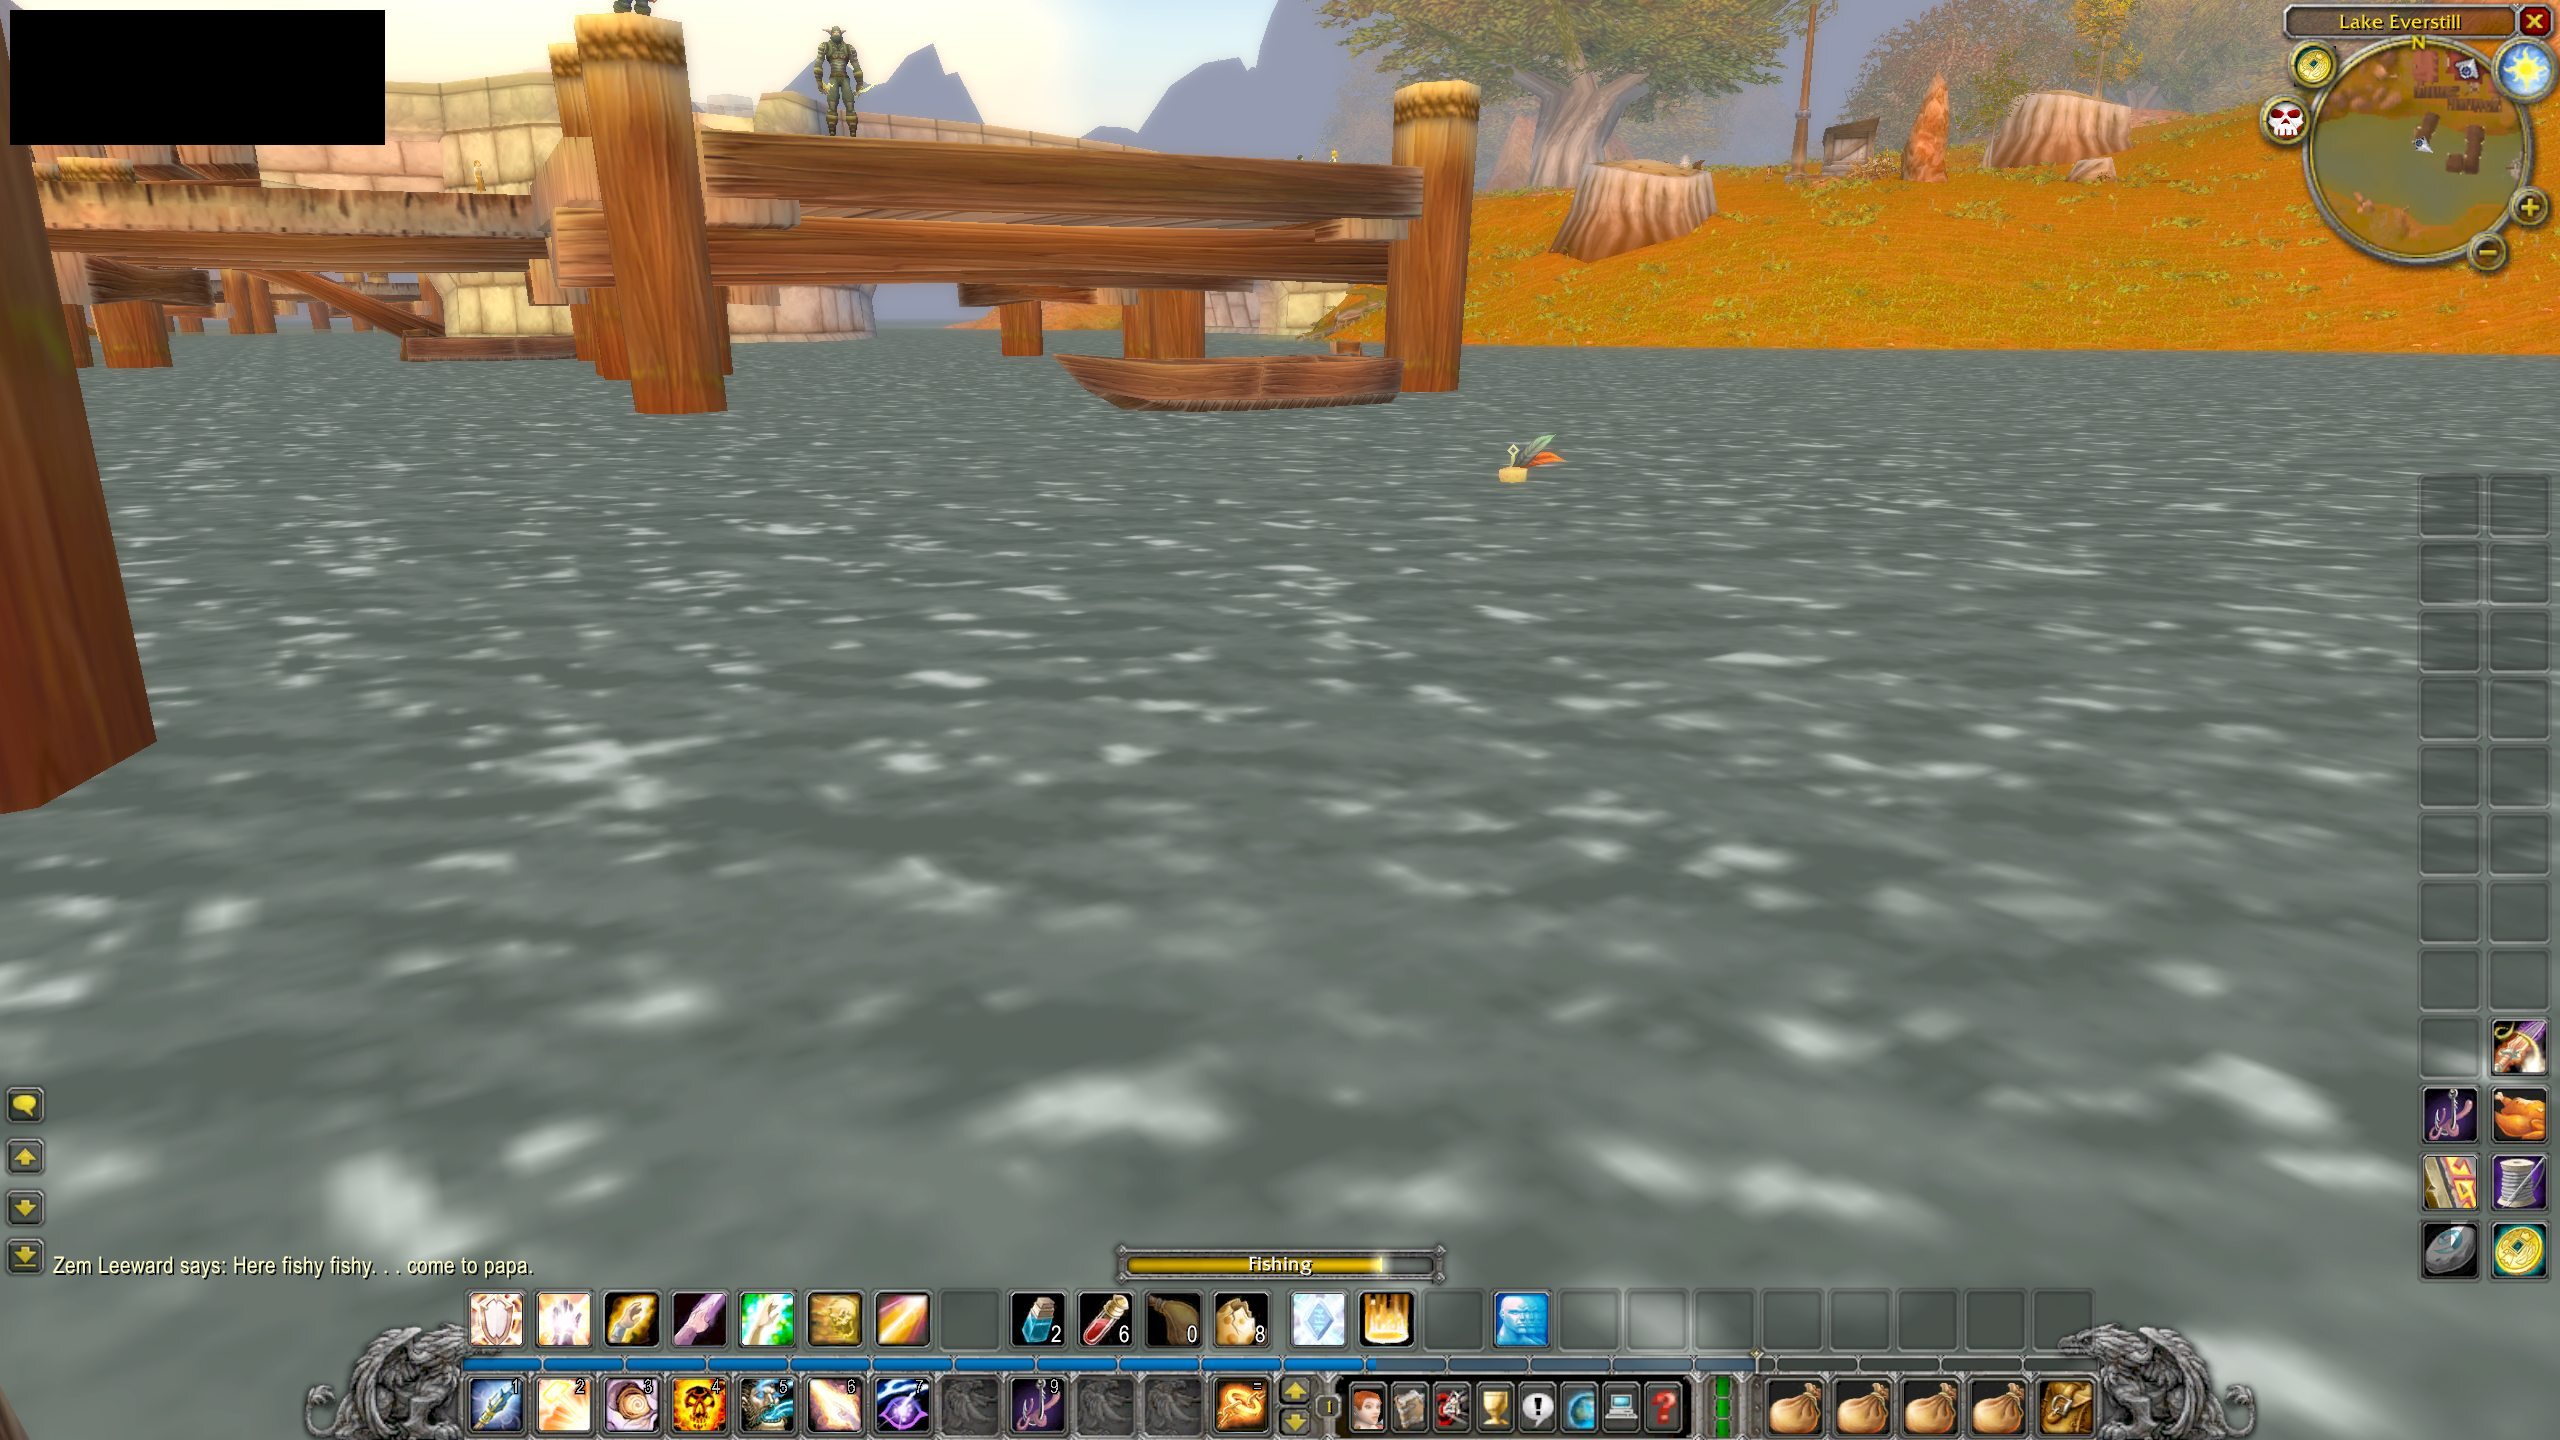 Lake Everstill
N
Zem Leeward says: Here fishy fishy. . . come to papa.
Fishing
2 6 0 8
1 2 3 4 5 6 7 9 = 1